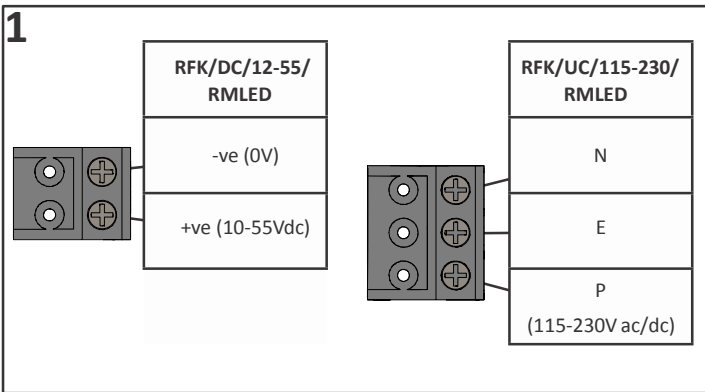 1
RFK/DC/12-55/
RMLED
-ve (0V)
+ve (10-55Vdc)
RFK/UC/115-230/
RMLED
N
E
P
(115-230V ac/dc)